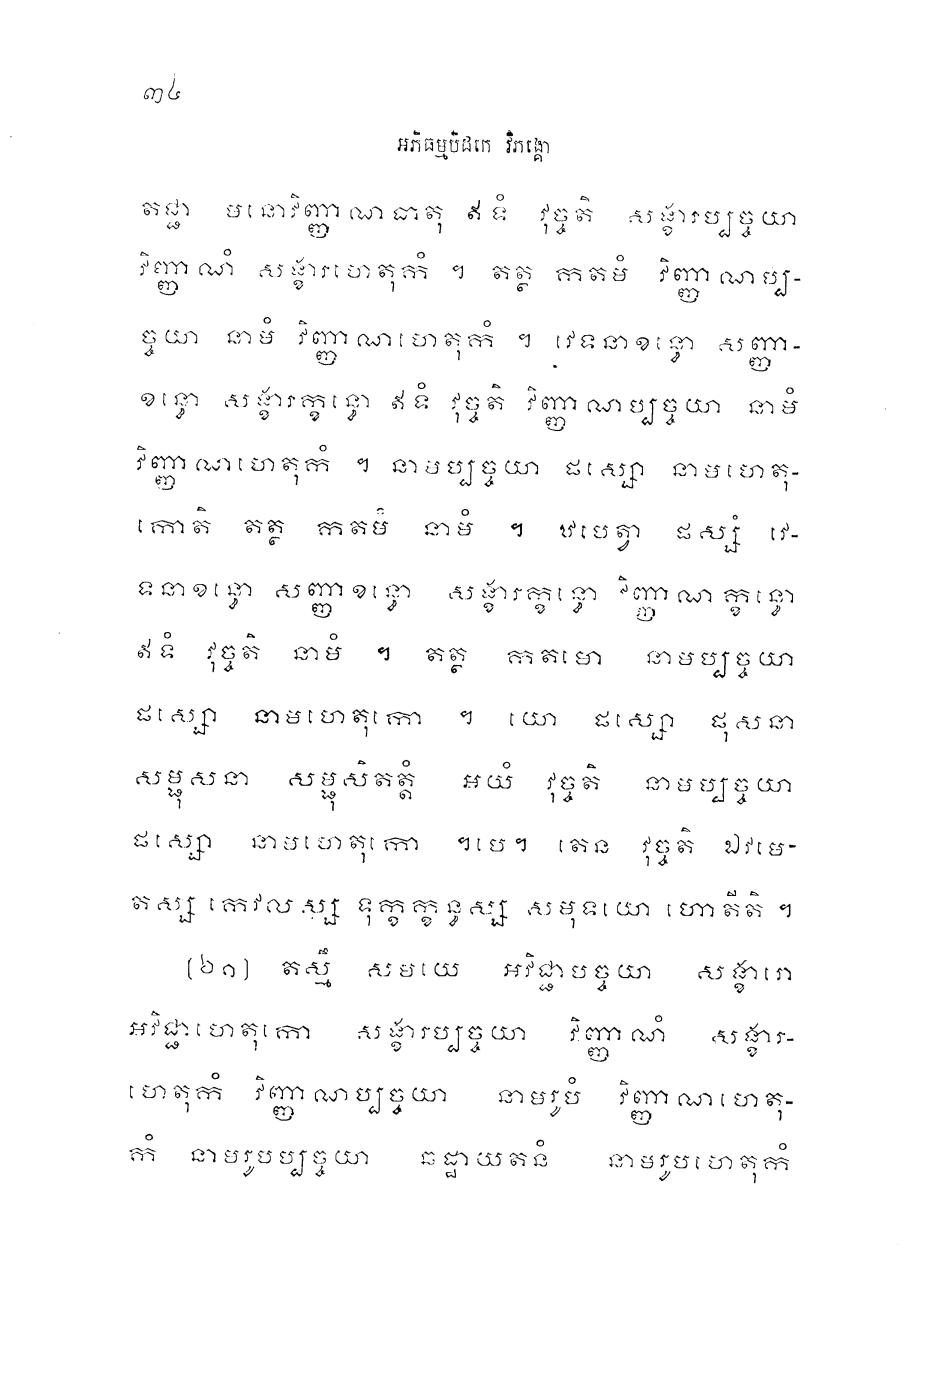 ៣៤
អភិធម្មបិដកេ វិភង្គោ
តជ្ជា មនោវិញ្ញាណធាតុ ឥទំ វុច្ចតិ សង្ខារប្បច្ចយា
វិញ្ញាណំ សង្ខារហេតុកំ ។ តត្ថ កតមំ វិញ្ញាណប្ប-
ច្ចយា នាមំ វិញ្ញាណហេតុកំ ។ វេទនាខន្ធោ សញ្ញា-
ខន្ធោ សង្ខារក្ខន្ធោ ឥទំ វុច្ចតិ វិញ្ញាណប្បច្ចយា នាមំ
វិញ្ញាណហេតុកំ ។ នាមប្បច្ចយា ផស្សោ នាមហេតុ-
កោតិ តត្ថ កតមំ នាមំ ។ ឋបេត្វា ផស្សំ វេ-
ទនាខន្ធោ សញ្ញាខន្ធោ សង្ខារក្ខន្ធោ វិញ្ញាណក្ខន្ធោ
ឥទំ វុច្ចតិ នាមំ ។ តត្ថ កតមោ នាមប្បច្ចយា
ផស្សោ នាមហេតុកោ ។ យោ ផស្សោ ផុសនា
សម្ផុសនា សម្ផុសិតត្តំ អយំ វុច្ចតិ នាមប្បច្ចយា
ផស្សោ នាមហេតុកោ ។បេ។ តេន វុច្ចតិ ឯវមេ-
តស្ស កេវលស្ស ទុក្ខក្ខន្ធស្ស សមុទយោ ហោតីតិ ។
(៦១) តស្មឹ សមយេ អវិជ្ជាបច្ចយា សង្ខារោ
អវិជ្ជាហេតុកោ សង្ខារប្បច្ចយា វិញ្ញាណំ សង្ខារ-
ហេតុកំ វិញ្ញាណប្បច្ចយា នាមរូបំ វិញ្ញាណហេតុ-
កំ នាមរូបប្បច្ចយា ឆដ្ឋាយតនំ នាមរូបហេតុកំ